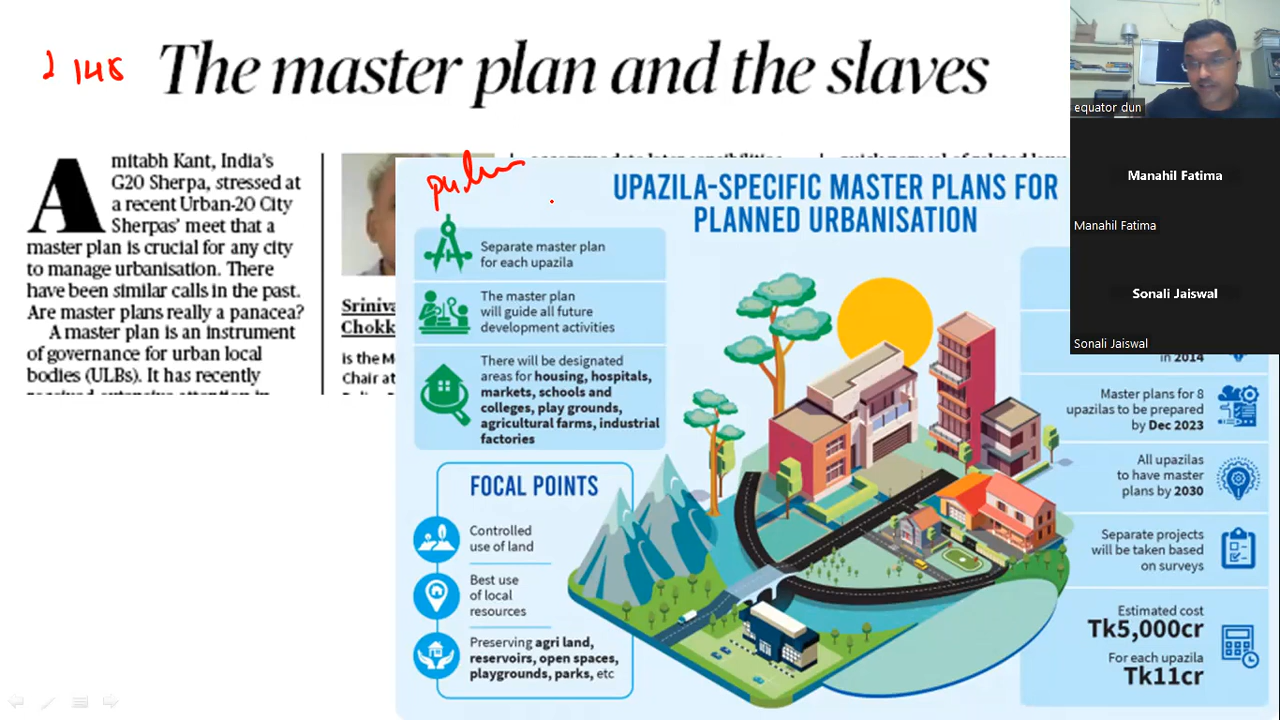 The master plan and the slaves
A
mitabh Kant, India's
G20 Sherpa, stressed at
a recent Urban-20 City
Sherpas' meet that a
master plan is crucial for any city
to manage urbanisation. There
have been similar calls in the past.
Are master plans really a panacea?
A master plan is an instrument
of governance for urban local
bodies (ULBs). It has recently
Sriniva
Chokk
is the M
Chair at
UPAZILA-SPECIFIC MASTER PLANS FOR
PLANNED URBANISATION
Separate master plan
for each upazila
The master plan
will guide all future
development activities
There will be designated
areas for housing, hospitals,
markets, schools and
colleges, play grounds,
agricultural farms, industrial
factories
FOCAL POINTS
Controlled
use of land
Best use
of local
resources
Preserving agri land,
reservoirs, open spaces,
playgrounds, parks, etc
in 2014
Master plans for 8
upazilas to be prepared
by Dec 2023
All upazilas
to have master
plans by 2030
Separate projects
will be taken based
on surveys
Estimated cost
Tk5,000cr
For each upazila
Tk11cr
equator dun
Manahil Fatima
Manahil Fatima
Sonali Jaiswal
Sonali Jaiswal